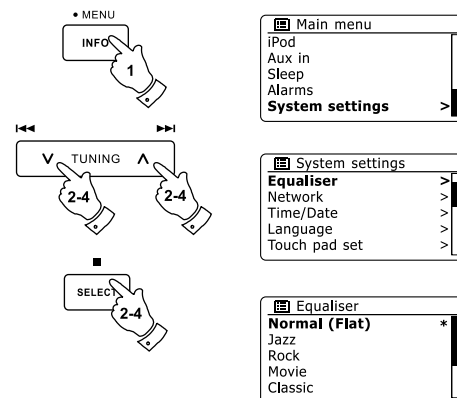 • MENU
INFO
1
V TUNING Λ
2-4
2-4
SELECT
2-4
Main menu
iPod
Aux in
Sleep
Alarms
System settings >
System settings
Equaliser >
Network >
Time/Date >
Language >
Touch pad set >
Equaliser
Normal (Flat) *
Jazz
Rock
Movie
Classic